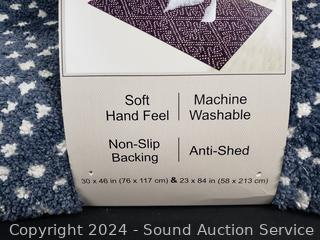 Soft
Hand Feel
Machine
Washable
Non-Slip
Backing
Anti-Shed
30 x 46 in (76 x 117 cm) & 23 x 84 in (58 x 213 cm)
Copyright 2024 - Sound Auction Service